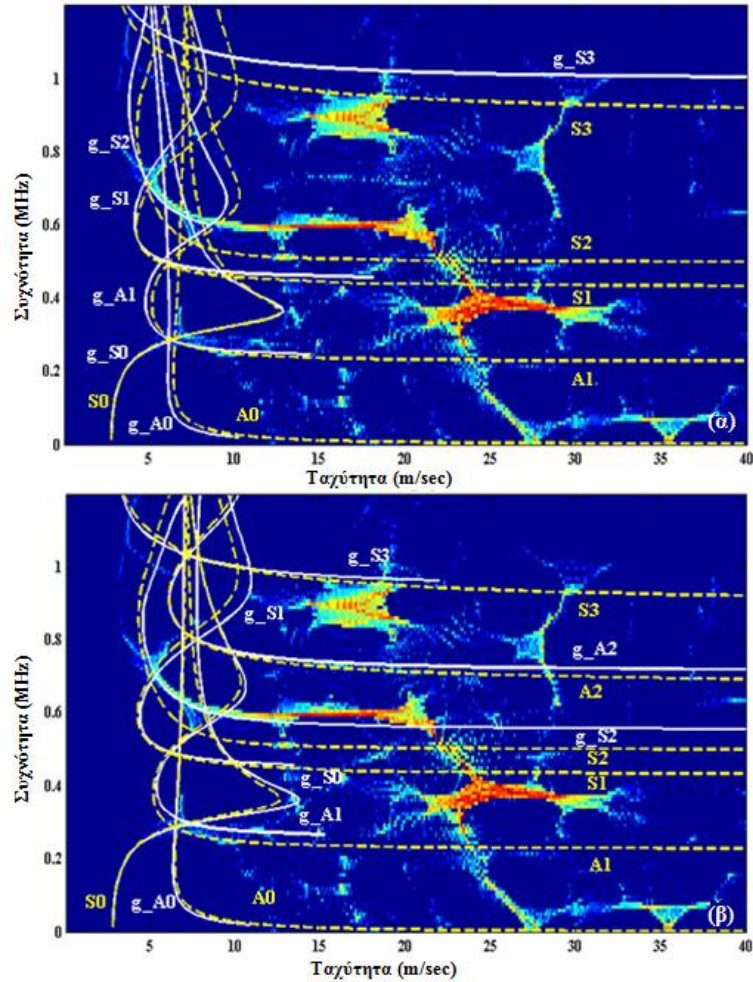 1
0.8
0.6
0.4
0.2
0
Συχνότητα (MHz)
g_S3
S3
g_S2
g_S1
S2
g_A1
S1
g_S0
A1
S0
g_A0
A0
(α)
5 10 15 20 25 30 35 40
Ταχύτητα (m/sec)
1
0.8
0.6
0.4
0.2
0
Συχνότητα (MHz)
g_S3
g_S1
S3
g_A2
A2
g_S2
S2
g_S0
S1
g_A1
A1
S0
g_A0
A0
(β)
5 10 15 20 25 30 35 40
Ταχύτητα (m/sec)